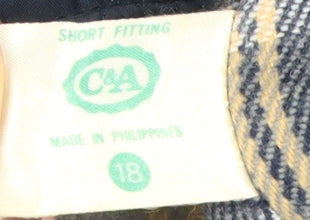 SHORT FITTING
C&A
MADE IN PHILIPPINES
18